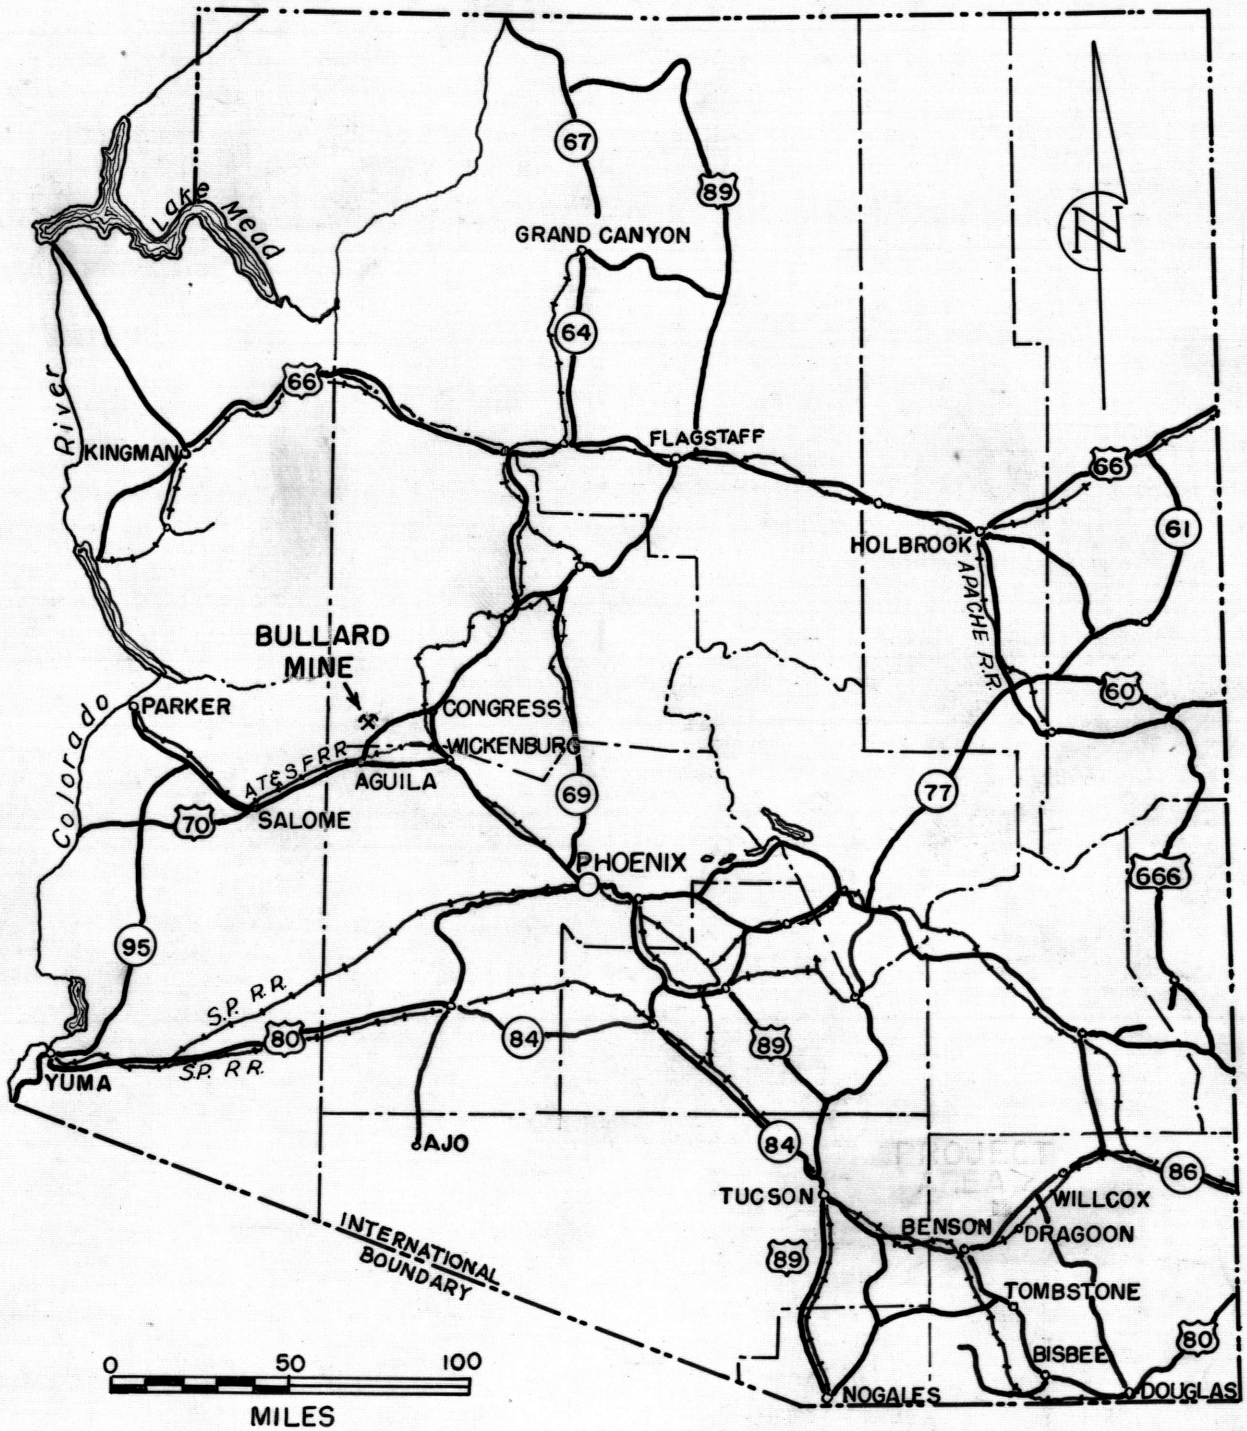 67
89
Lake Mead
GRAND CANYON
N
64
River
66
KINGMAN
FLAGSTAFF
66
61
HOLBROOK
APACHE R.R.
BULLARD
MINE
Colorado
PARKER
CONGRESS
60
WICKENBURG
A.T.&S.F.R.R.
AGUILA
69
77
70
SALOME
PHOENIX
666
95
S.P. R.R.
80
84
89
S.P. R.R.
YUMA
AJO
84
PROJECT
AREA
86
TUCSON
WILLCOX
BENSON
DRAGOON
INTERNATIONAL
BOUNDARY
89
TOMBSTONE
80
BISBEE
0 50 100
MILES
NOGALES
DOUGLAS